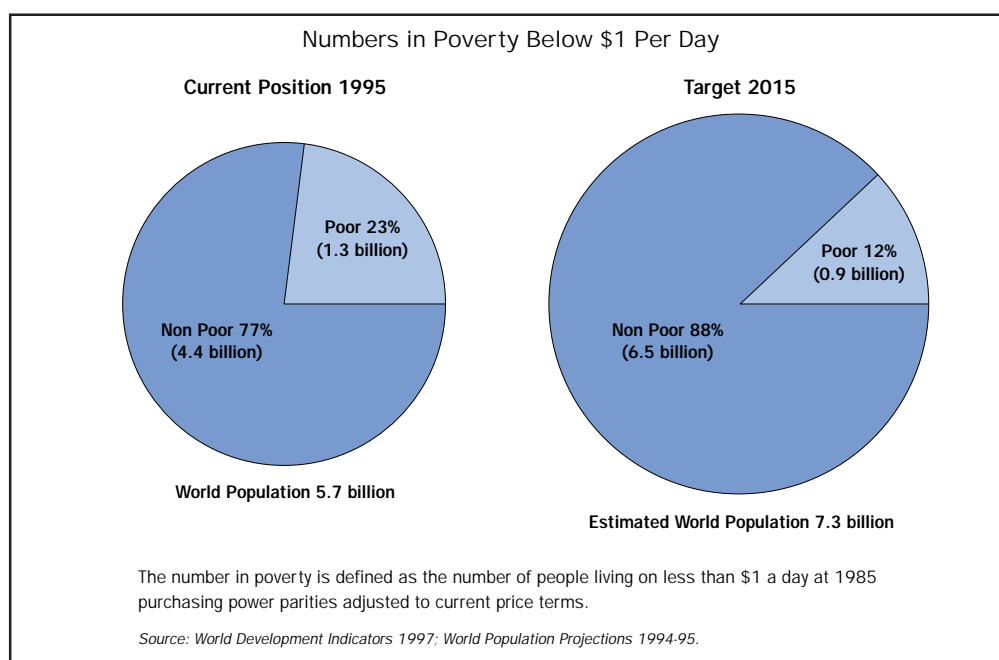 Numbers in Poverty Below $1 Per Day
Current Position 1995
Poor 23%
(1.3 billion)
Non Poor 77%
(4.4 billion)
World Population 5.7 billion
Target 2015
Poor 12%
(0.9 billion)
Non Poor 88%
(6.5 billion)
Estimated World Population 7.3 billion
The number in poverty is defined as the number of people living on less than $1 a day at 1985
purchasing power parities adjusted to current price terms.
Source: World Development Indicators 1997; World Population Projections 1994-95.